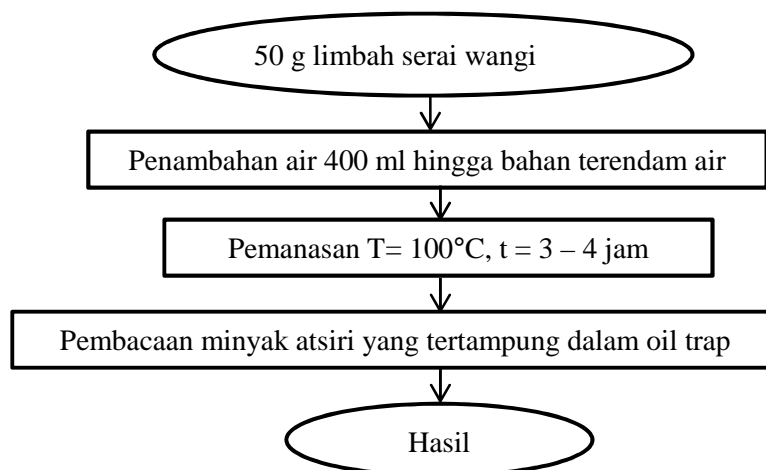 50 g limbah serai wangi
Penambahan air 400 ml hingga bahan terendam air
Pemanasan T= 100°C, t = 3 – 4 jam
Pembacaan minyak atsiri yang tertampung dalam oil trap
Hasil